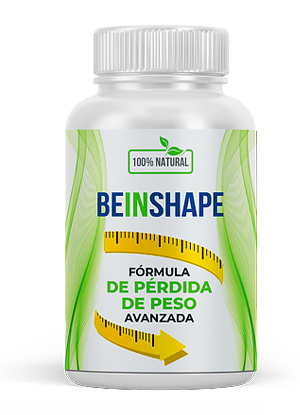 100% NATURAL
BEINSHAPE
FÓRMULA
DE PÉRDIDA
DE PESO
AVANZADA